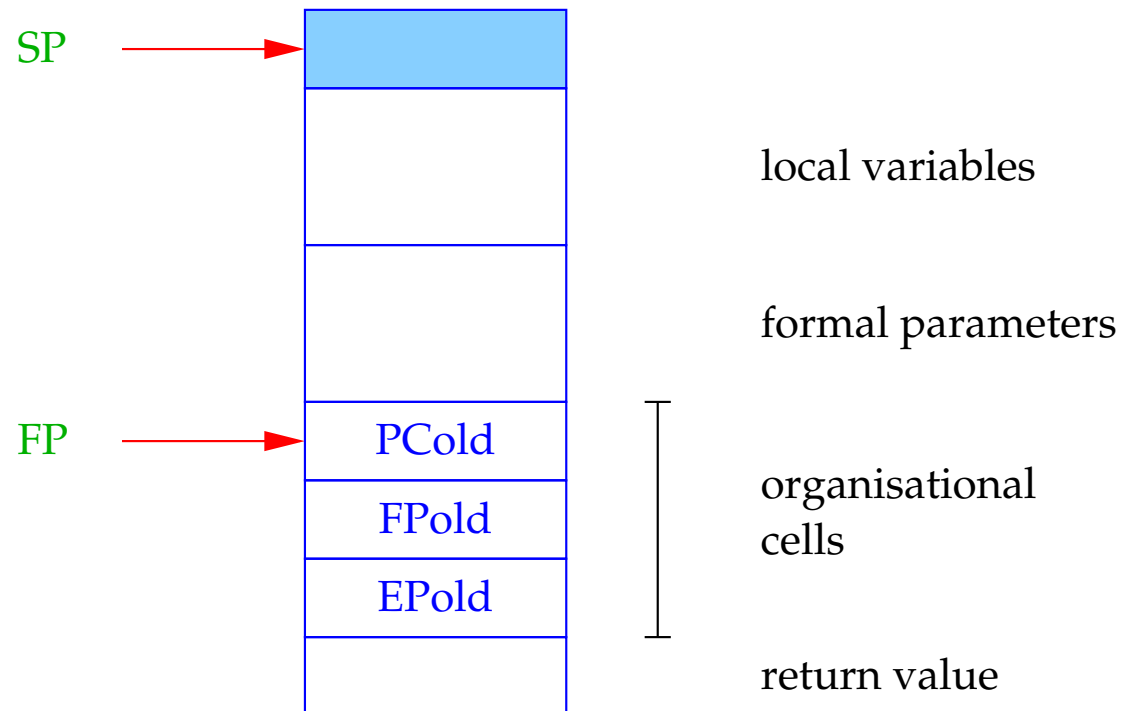 SP
local variables
formal parameters
FP
PCold
FPold
EPold
organisational
cells
return value